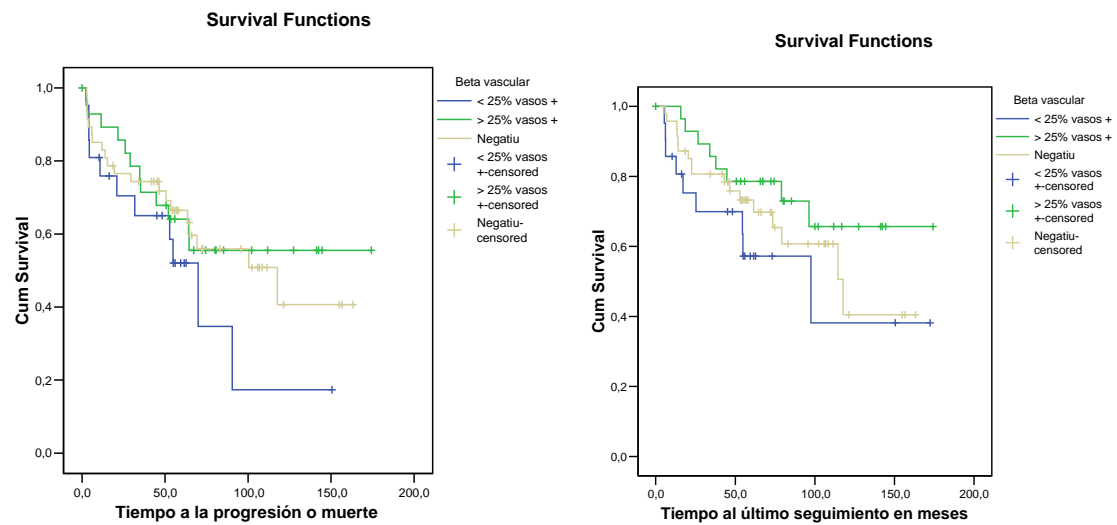 Survival Functions
Cum Survival
1,0
0,8
0,6
0,4
0,2
0,0
0,0
50,0
100,0
150,0
200,0
Tiempo a la progresión o muerte
Beta vascular
< 25% vasos +
> 25% vasos +
Negatiu
< 25% vasos
+-censored
> 25% vasos
+-censored
Negatiu-
censored
Survival Functions
Cum Survival
1,0
0,8
0,6
0,4
0,2
0,0
0,0
50,0
100,0
150,0
200,0
Tiempo al último seguimiento en meses
Beta vascular
< 25% vasos +
> 25% vasos +
Negatiu
< 25% vasos
+-censored
> 25% vasos
+-censored
Negatiu-
censored